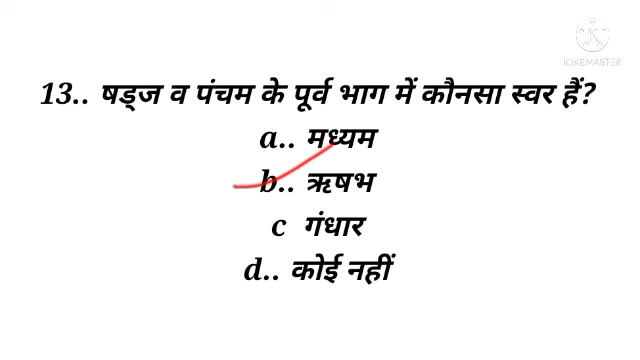 KINEMASTER
13.. षड्ज व पंचम के पूर्व भाग में कौनसा स्वर हैं?
a.. मध्यम
b.. ऋषभ
c गंधार
d.. कोई नहीं